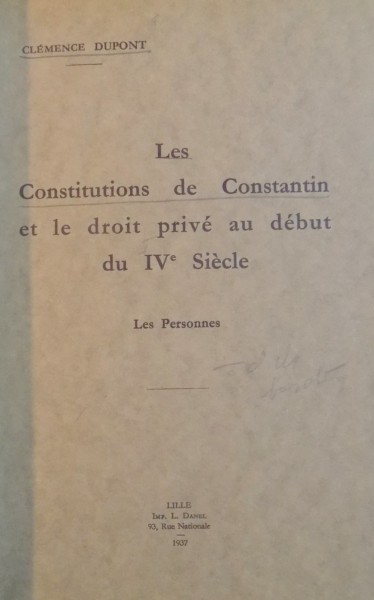 CLÉMENCE DUPONT
Les
Constitutions de Constantin
et le droit privé au début
du IVe Siècle
Les Personnes
LILLE
Imp. L. Danel
93, Rue Nationale
1937